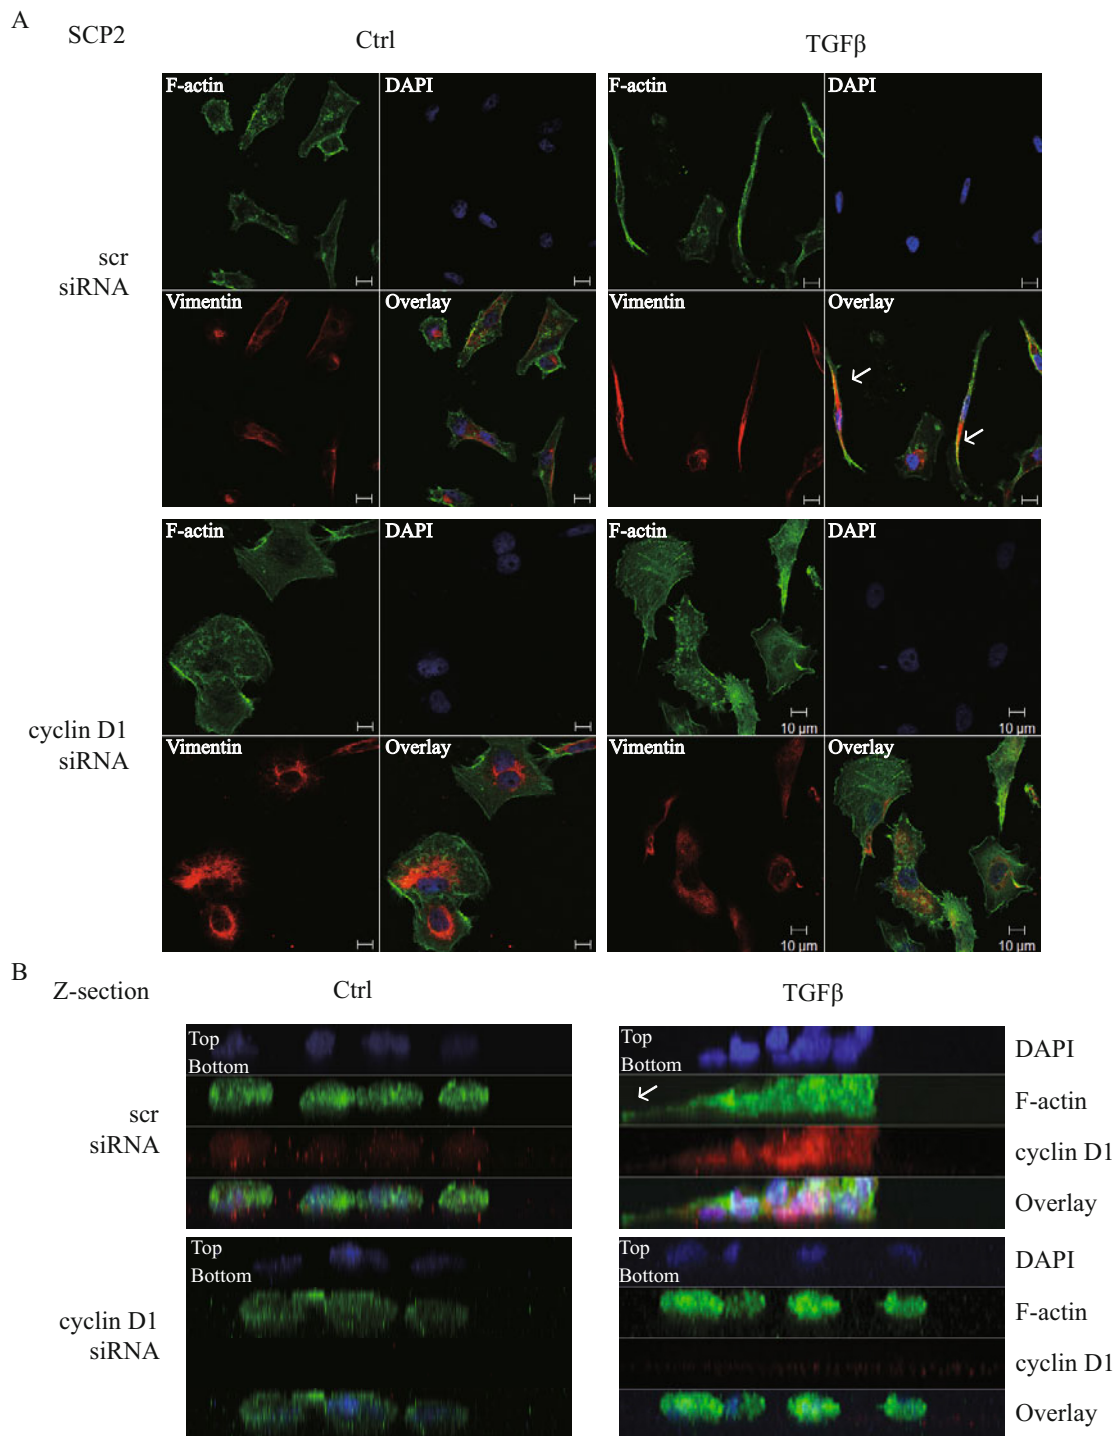 A
SCP2
Ctrl
TGFβ
F-actin
DAPI
F-actin
DAPI
scr
siRNA
Vimentin
Overlay
Vimentin
Overlay
F-actin
DAPI
F-actin
DAPI
10 µm
10 µm
cyclin D1
siRNA
Vimentin
Overlay
Vimentin
Overlay
10 µm
10 µm
B
Z-section
Ctrl
TGFβ
Top
Bottom
Top
Bottom
DAPI
F-actin
scr
siRNA
cyclin D1
Overlay
Top
Bottom
Top
Bottom
DAPI
F-actin
cyclin D1
siRNA
cyclin D1
Overlay